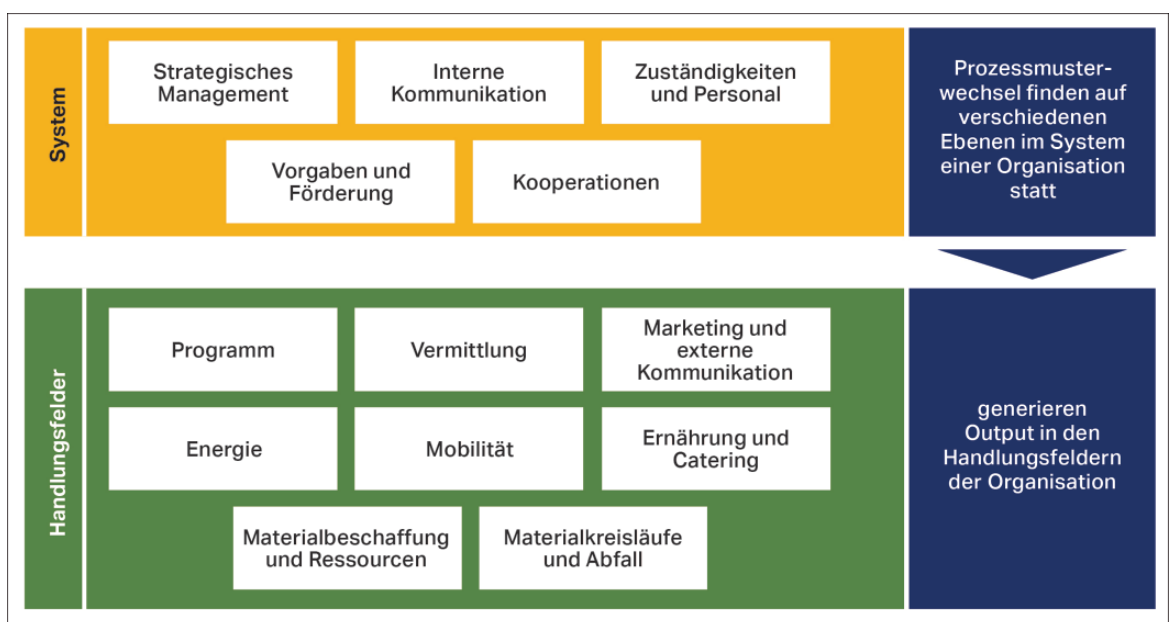 System
Strategisches
Management
Interne
Kommunikation
Zuständigkeiten
und Personal
Vorgaben und
Förderung
Kooperationen
Prozessmuster-
wechsel finden auf
verschiedenen
Ebenen im System
einer Organisation
statt
Handlungsfelder
Programm
Vermittlung
Marketing und
externe
Kommunikation
Energie
Mobilität
Ernährung und
Catering
Materialbeschaffung
und Ressourcen
Materialkreisläufe
und Abfall
generieren
Output in den
Handlungsfeldern
der Organisation